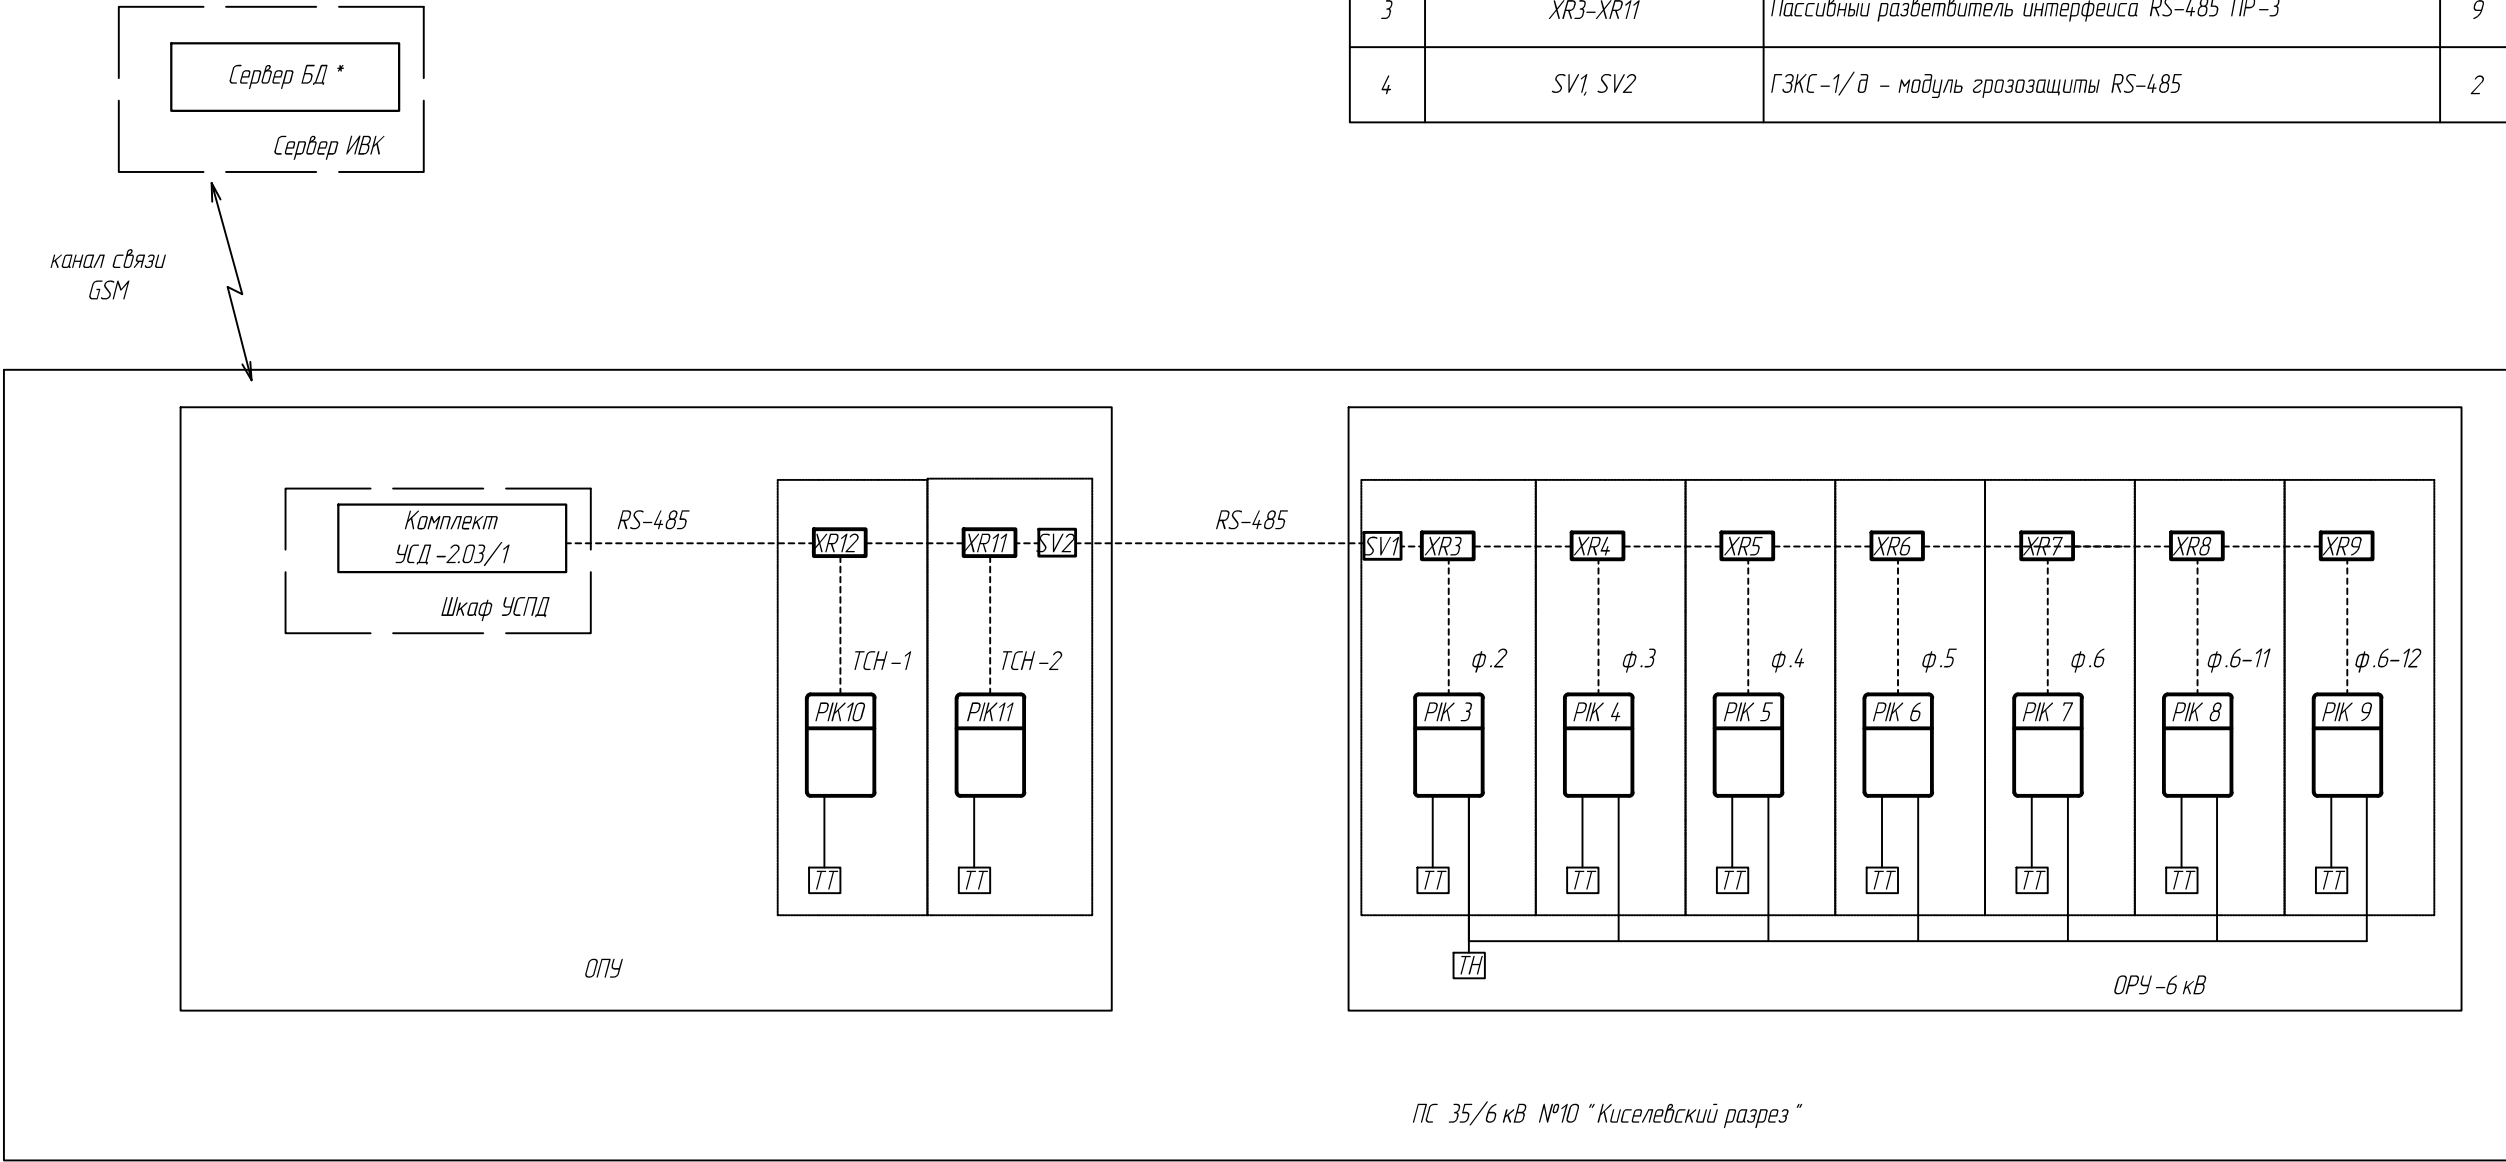 3 XR3-XR11 Пассивный разветвитель интерфейса RS-485 ПР-3 9
4 SV1, SV2 ГЗКС-1/д - модуль грозозащиты RS-485 2
Сервер БД *
Сервер ИВК
канал связи
GSM
Комплект
УСД-2.03/1
Шкаф УСПД
RS-485
XR12
XR11
SV2
RS-485
SV1
XR3
XR4
XR5
XR6
XR7
XR8
XR9
ТСН-1
ТСН-2
ф.2
ф.3
ф.4
ф.5
ф.6
ф.6-11
ф.6-12
PIK10
PIK11
PIK 3
PIK 4
PIK 5
PIK 6
PIK 7
PIK 8
PIK 9
ТТ
ТТ
ТТ
ТТ
ТТ
ТТ
ТТ
ТТ
ТТ
ТН
ОПУ
ОРУ-6 кВ
ПС 35/6 кВ №10 "Киселевский разрез"